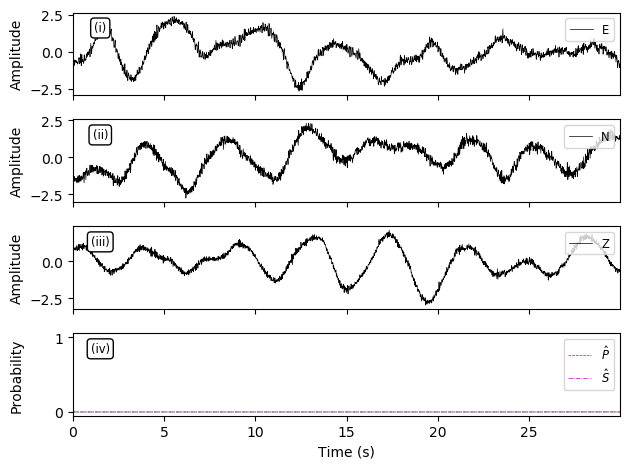 2.5
0.0
−2.5
Amplitude
(i)
E
2.5
0.0
−2.5
Amplitude
(ii)
N
0.0
−2.5
Amplitude
(iii)
Z
1
0
Probability
(iv)
P̂
Ŝ
0 5 10 15 20 25
Time (s)